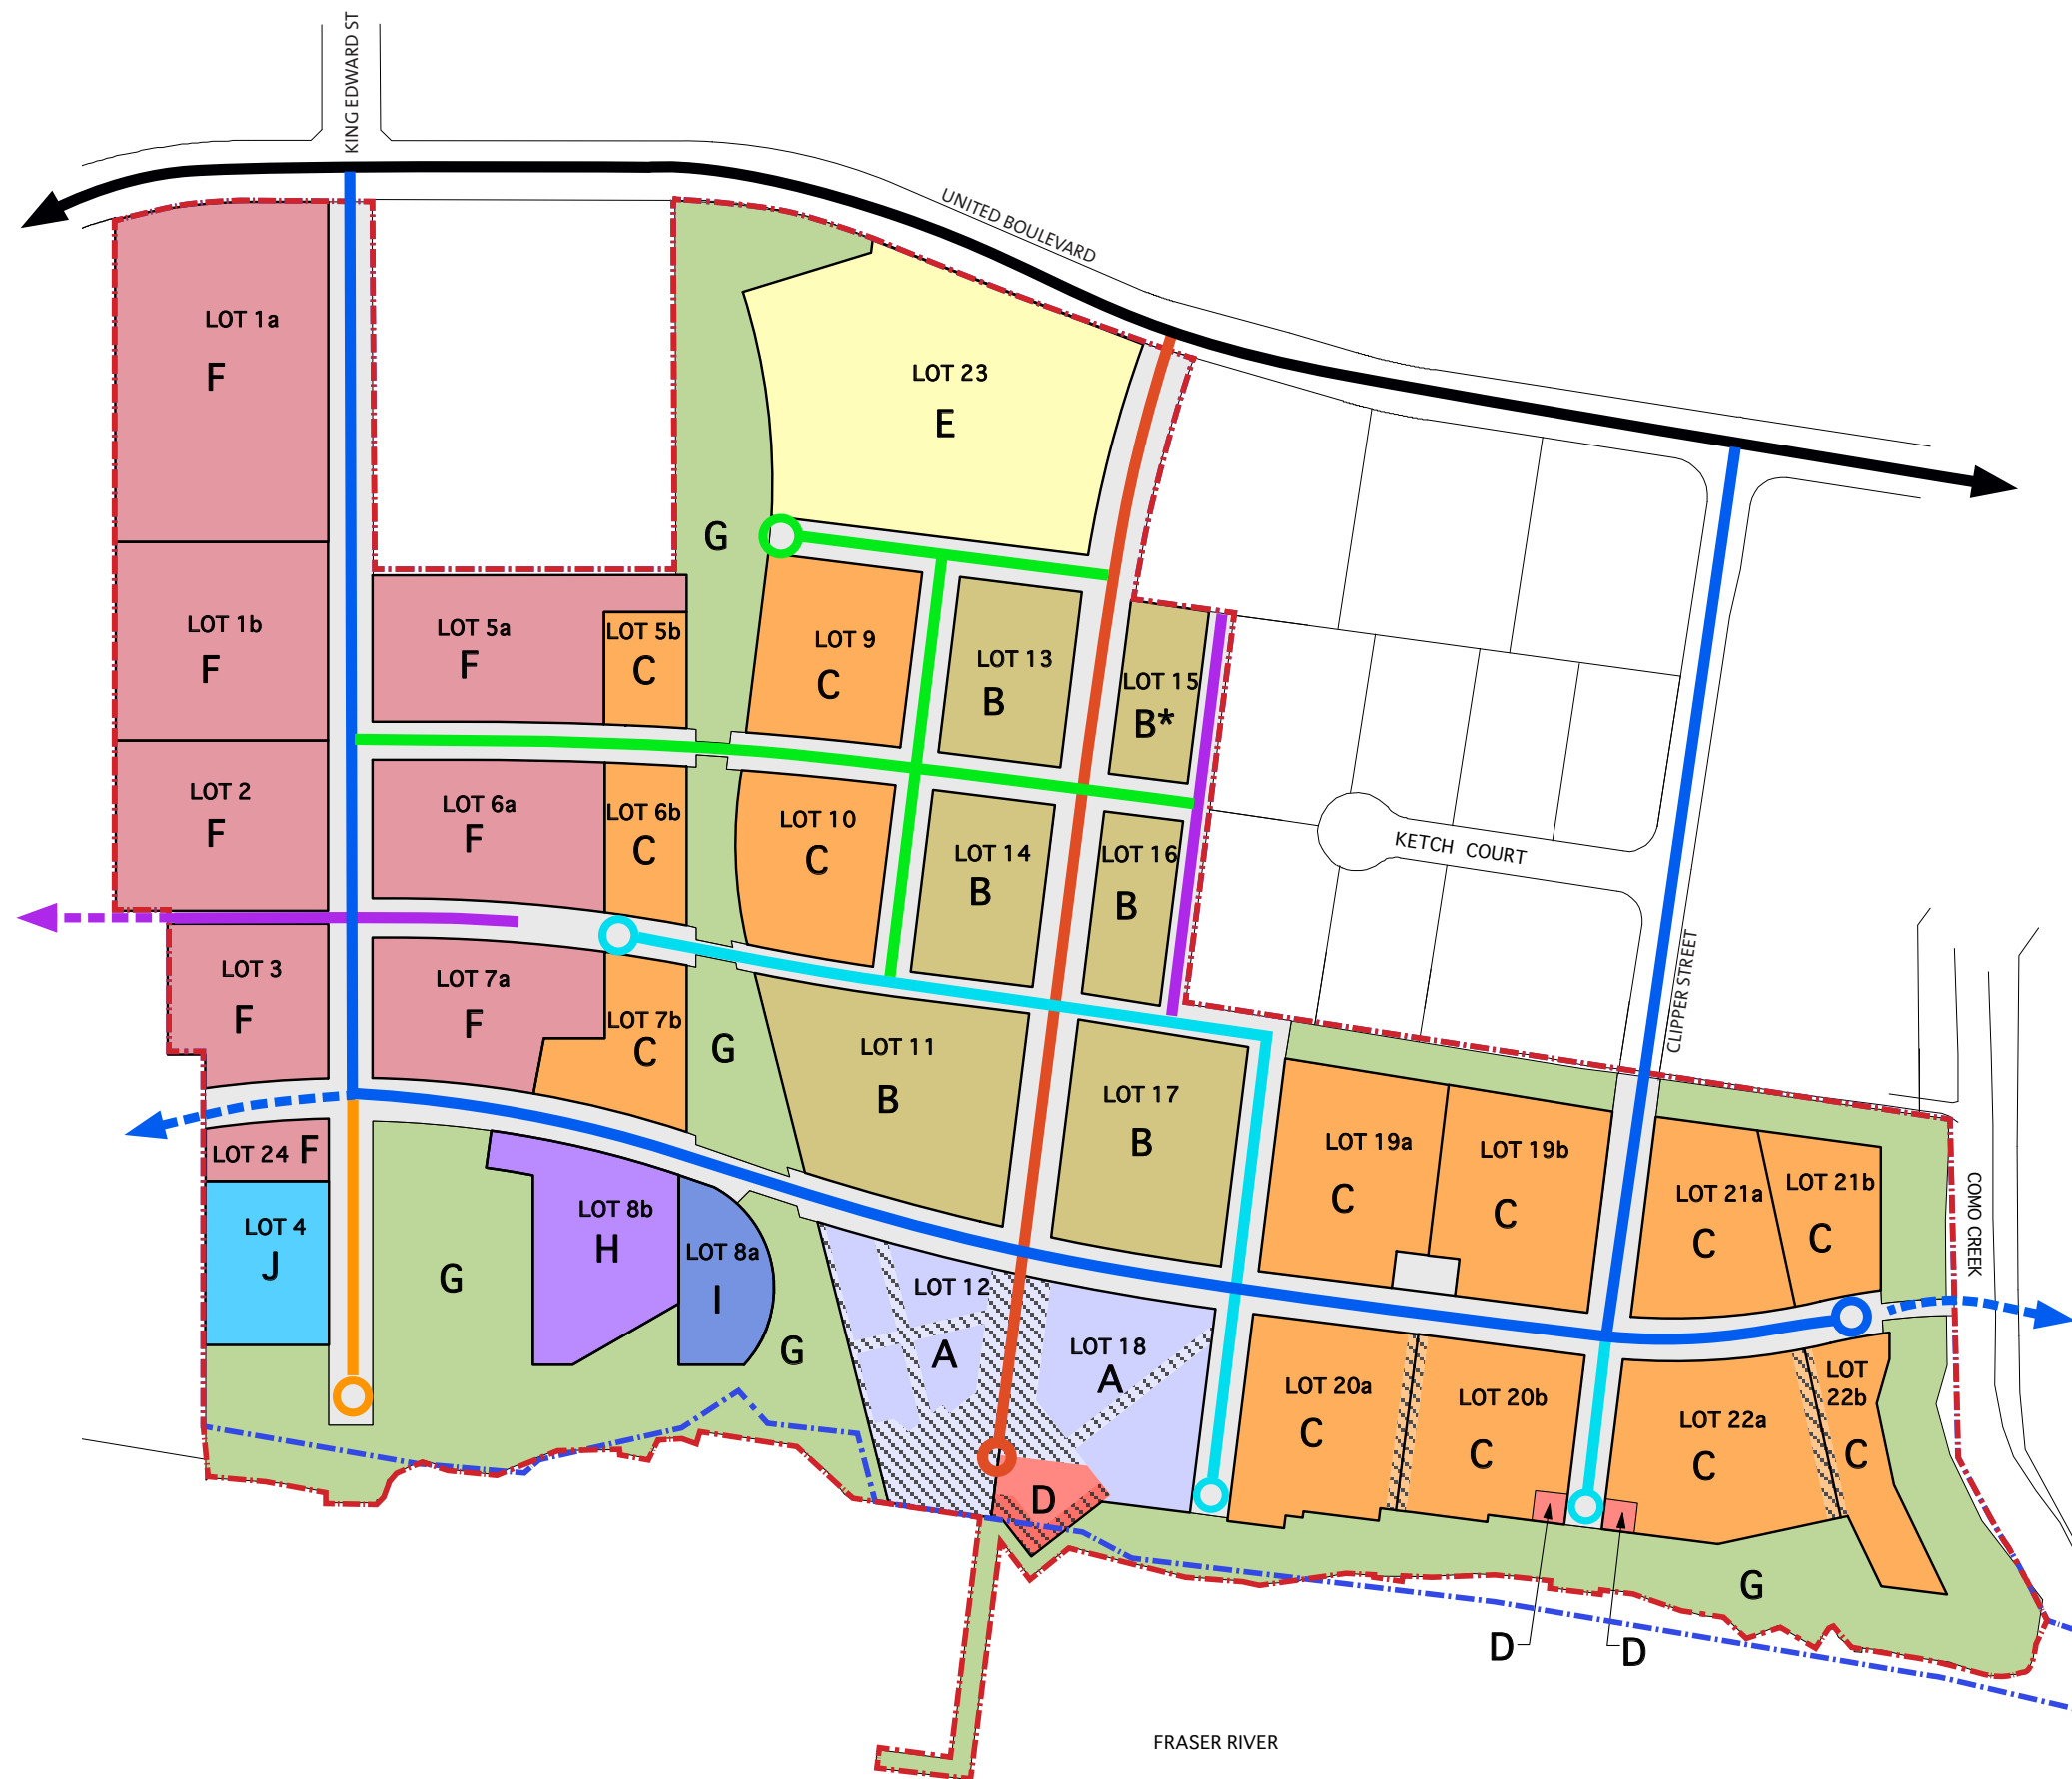 KING EDWARD ST
UNITED BOULEVARD
LOT 1a
F
LOT 23
E
G
LOT 1b
F
LOT 5a
F
LOT 5b
C
LOT 9
C
LOT 13
B
LOT 15
B*
LOT 2
F
LOT 6a
F
LOT 6b
C
LOT 10
C
LOT 14
B
LOT 16
B
KETCH COURT
CLIPPER STREET
LOT 3
F
LOT 7a
F
LOT 7b
C
G
LOT 11
B
LOT 17
B
LOT 19a
C
LOT 19b
C
LOT 21a
C
LOT 21b
C
COMO CREEK
LOT 24 F
LOT 4
J
G
LOT 8b
H
LOT 8a
I
G
LOT 12
A
LOT 18
A
LOT 20a
C
LOT 20b
C
LOT 22a
C
LOT
22b
C
D
G
D
D
FRASER RIVER